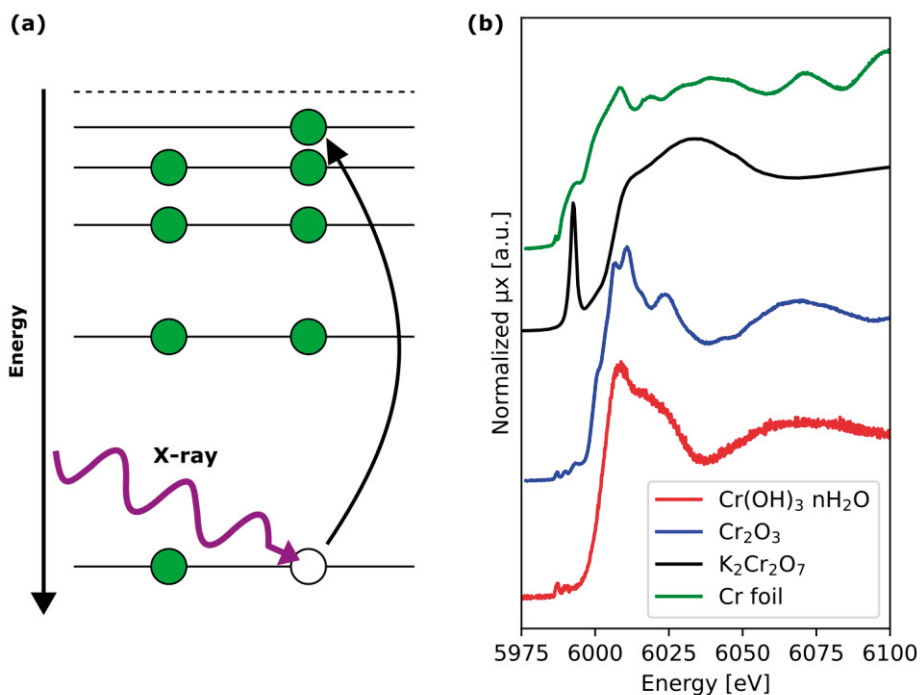 (a)
Energy
X-ray
(b)
Normalized μx [a.u.]
Cr(OH)₃ nH₂O
Cr₂O₃
K₂Cr₂O₇
Cr foil
5975 6000 6025 6050 6075 6100
Energy [eV]